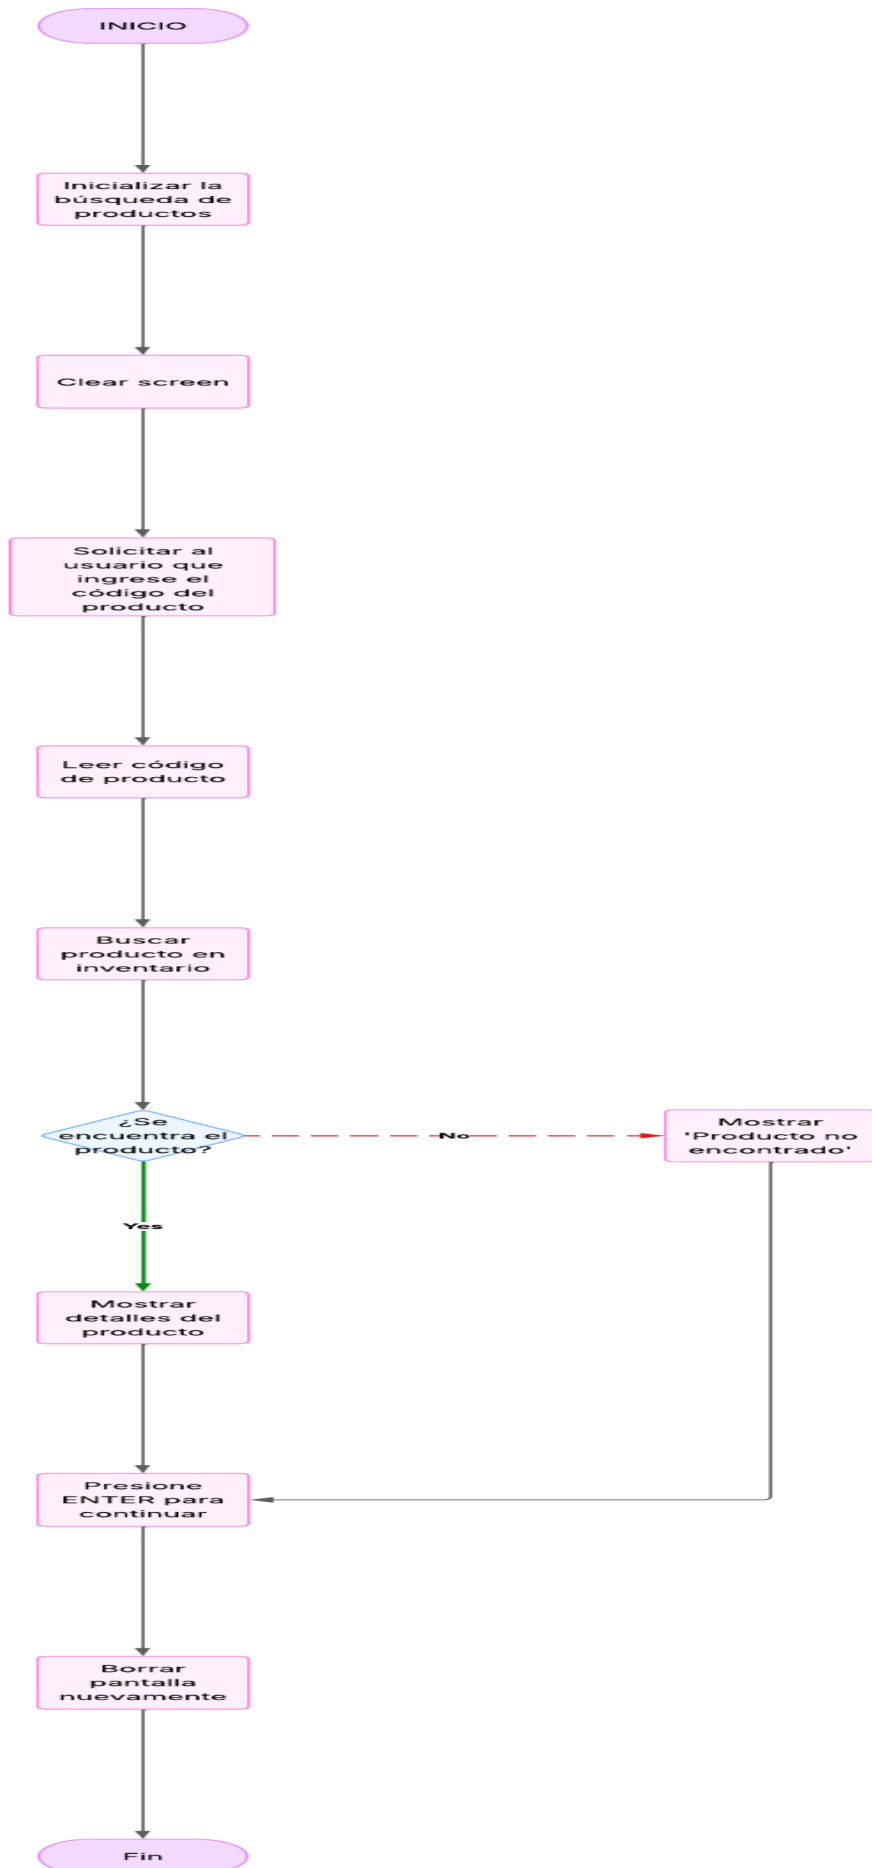 INICIO
Inicializar la
búsqueda de
productos
Clear screen
Solicitar al
usuario que
ingrese el
código del
producto
Leer código
de producto
Buscar
producto en
inventario
¿Se
encuentra el
producto?
No
Mostrar
'Producto no
encontrado'
Yes
Mostrar
detalles del
producto
Presione
ENTER para
continuar
Borrar
pantalla
nuevamente
Fin